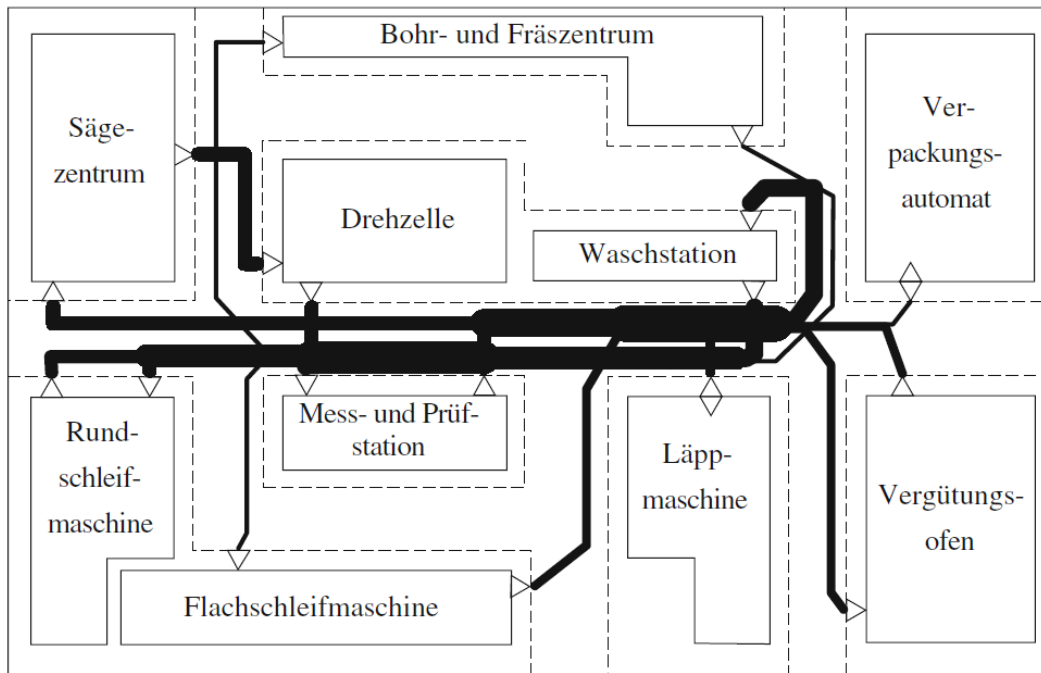 Bohr- und Fräszentrum
Säge-
zentrum
Ver-
packungs-
automat
Drehzelle
Waschstation
Mess- und Prüf-
station
Rund-
schleif-
maschine
Läpp-
maschine
Vergütungs-
ofen
Flachschleifmaschine